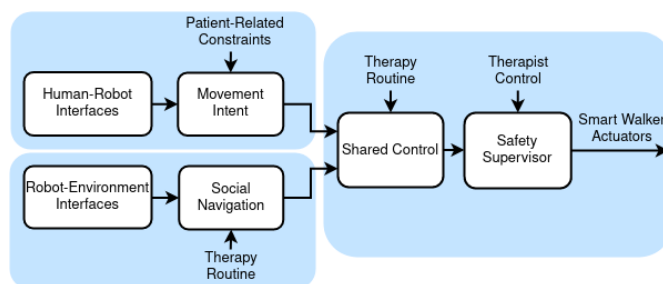 Patient-Related
Constraints
Human-Robot
Interfaces
Movement
Intent
Robot-Environment
Interfaces
Social
Navigation
Therapy
Routine
Therapy
Routine
Shared Control
Therapist
Control
Safety
Supervisor
Smart Walker
Actuators